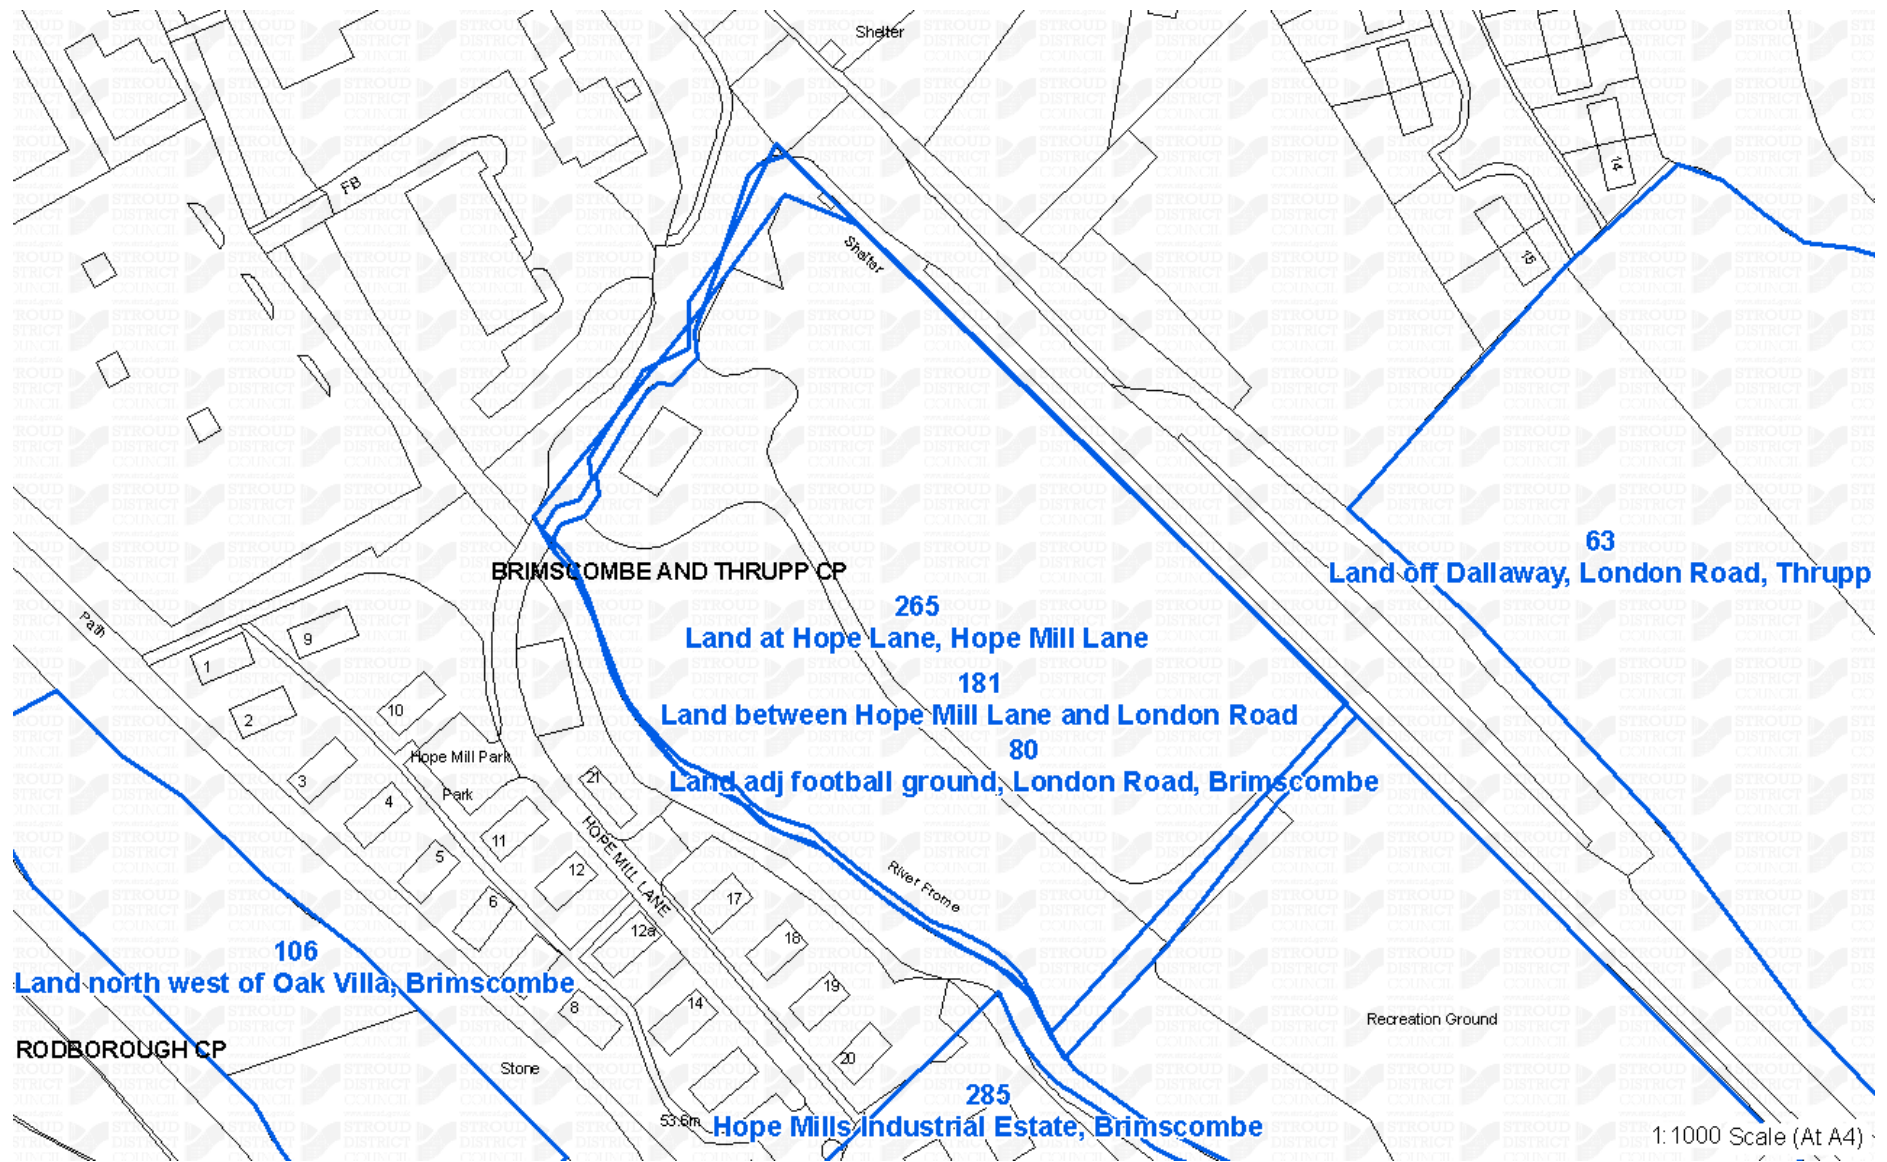 Shelter
14
FB
15
Shelter
63
Land off Dallaway, London Road, Thrupp
BRIMSCOMBE AND THRUPP CP
265
Land at Hope Lane, Hope Mill Lane
Path
9
1
181
Land between Hope Mill Lane and London Road
10
2
80
Land adj football ground, London Road, Brimscombe
Hope Mill Park
3
21
Park
4
11
HOPE MILL LANE
5
12
River Frome
6
17
12a
18
106
Land north west of Oak Villa, Brimscombe
19
8
14
Recreation Ground
RODBOROUGH CP
20
Stone
285
53.6m
Hope Mills Industrial Estate, Brimscombe
1:1000 Scale (At A4)
STROUD
DISTRICT
COUNCIL